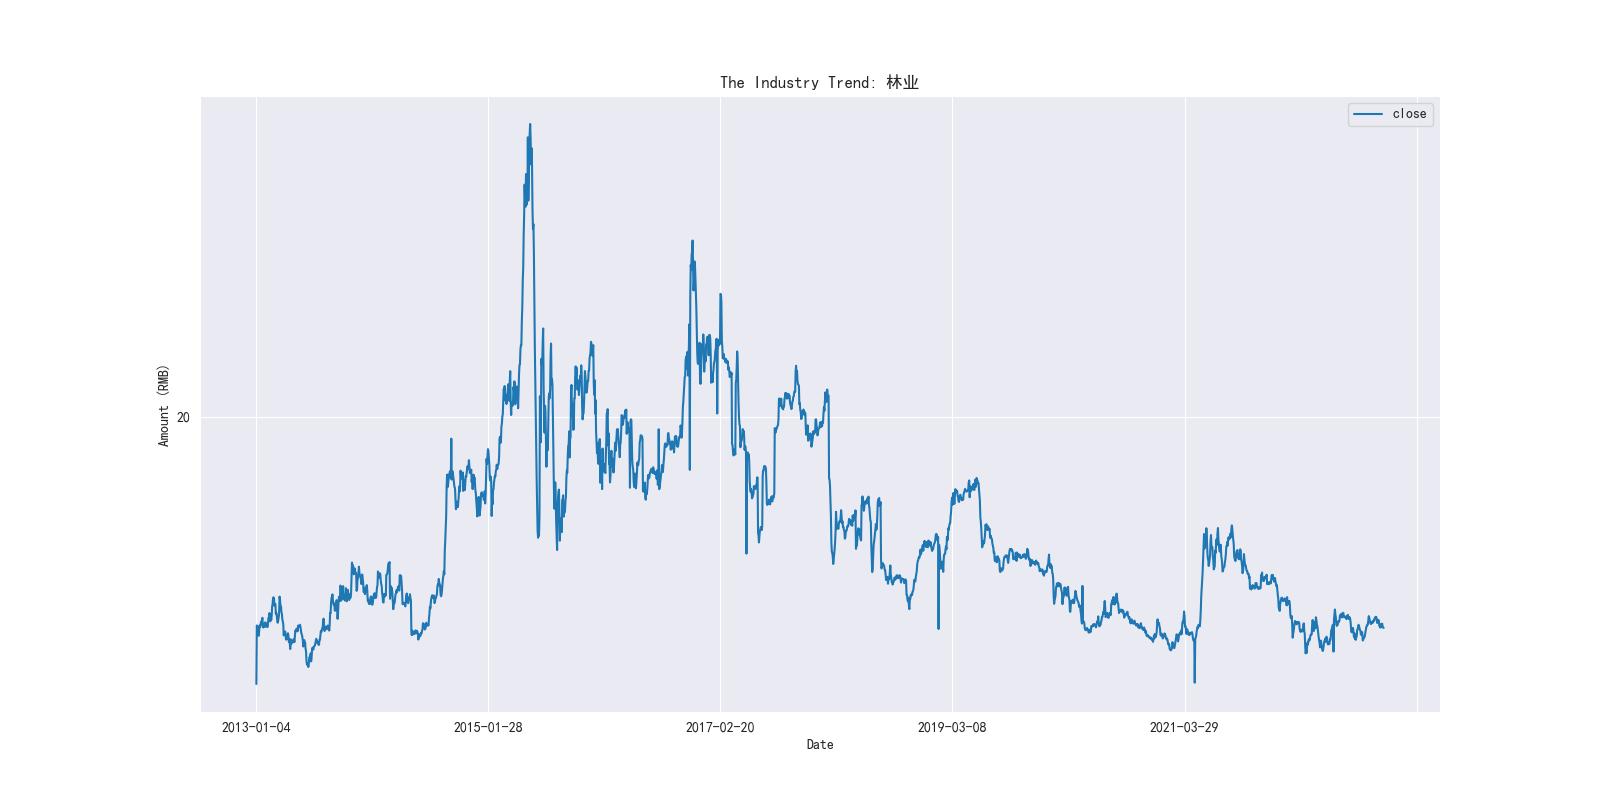 The Industry Trend: 林业
close
Amount (RMB)
20
2013-01-04
2015-01-28
2017-02-20
2019-03-08
2021-03-29
Date